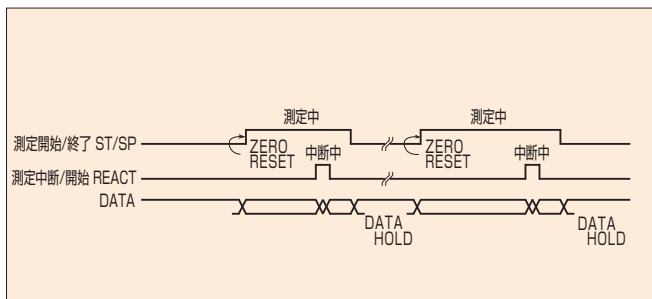 測定中 測定中
測定開始/終了 ST/SP ZERO RESET ZERO RESET
中断中 中断中
測定中断/開始 REACT
DATA
DATA HOLD DATA HOLD